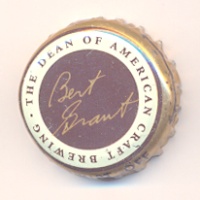 · THE DEAN OF AMERICAN CRAFT BREWING
Bert
Grant